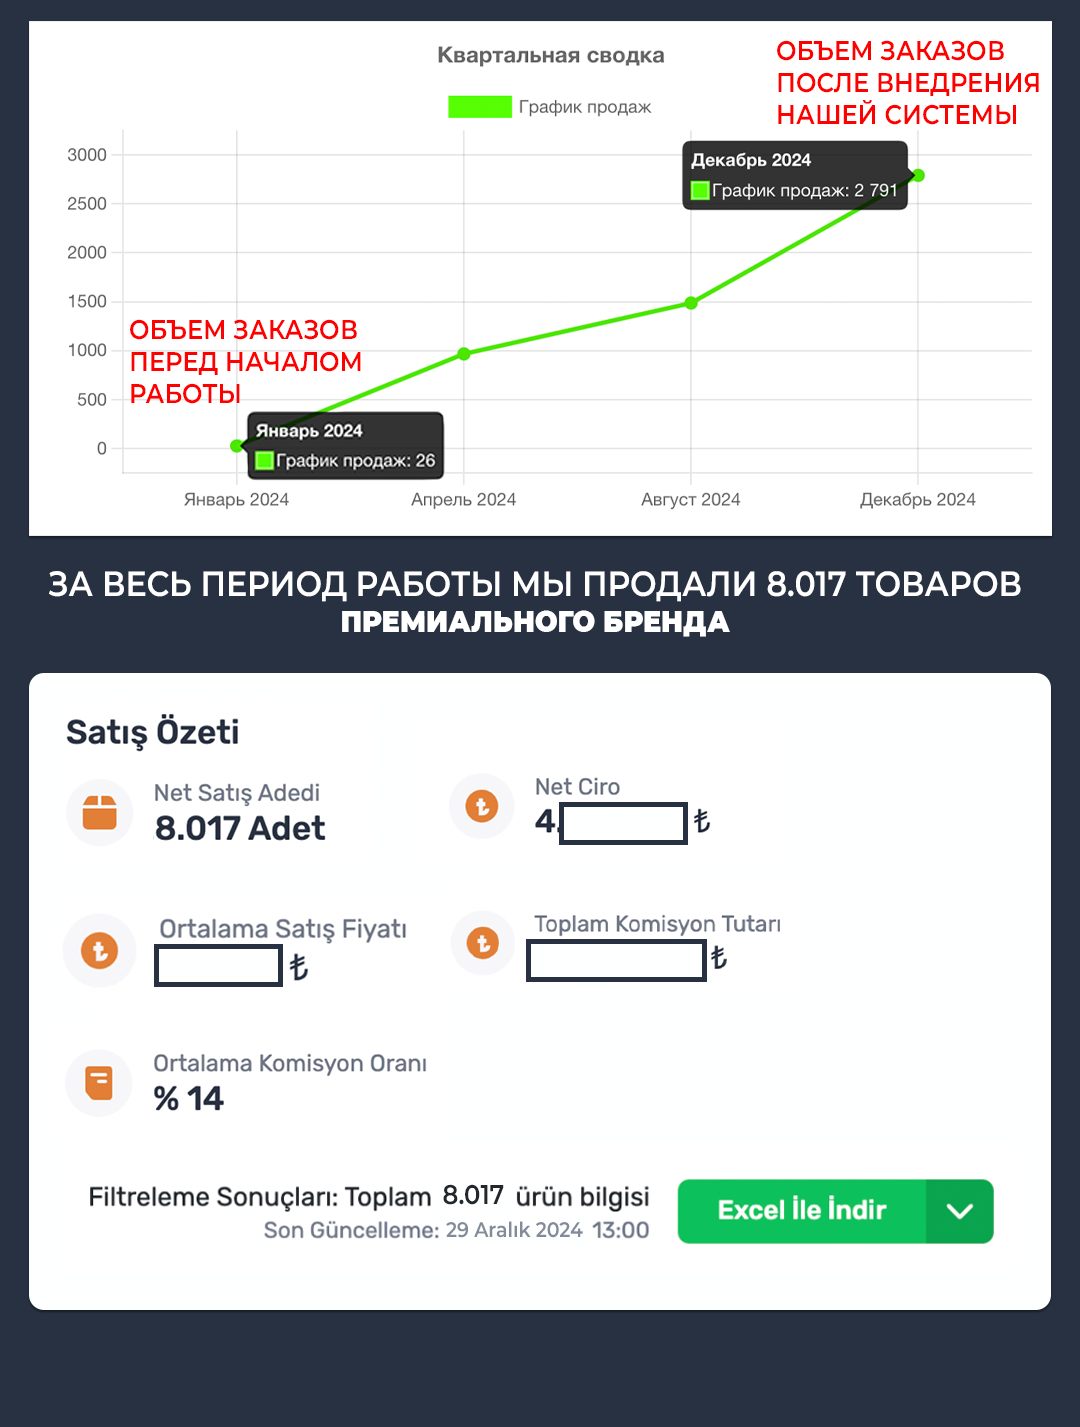 Квартальная сводка
График продаж
ОБЪЕМ ЗАКАЗОВ
ПОСЛЕ ВНЕДРЕНИЯ
НАШЕЙ СИСТЕМЫ
3000
2500
2000
1500
1000
500
0
Декабрь 2024
График продаж: 2 791
ОБЪЕМ ЗАКАЗОВ
ПЕРЕД НАЧАЛОМ
РАБОТЫ
Январь 2024
График продаж: 26
Январь 2024 Апрель 2024 Август 2024 Декабрь 2024
ЗА ВЕСЬ ПЕРИОД РАБОТЫ МЫ ПРОДАЛИ 8.017 ТОВАРОВ
ПРЕМИАЛЬНОГО БРЕНДА
Satış Özeti
Net Satış Adedi
8.017 Adet
Net Ciro
4. ₺
Ortalama Satış Fiyatı
₺
Toplam Komisyon Tutarı
₺
Ortalama Komisyon Oranı
% 14
Filtreleme Sonuçları: Toplam 8.017 ürün bilgisi
Son Güncelleme: 29 Aralık 2024 13:00
Excel İle İndir